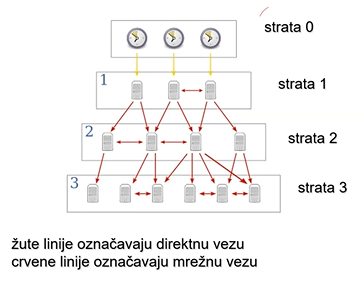 strata 0
1
strata 1
2
strata 2
3
strata 3
žute linije označavaju direktnu vezu
crvene linije označavaju mrežnu vezu